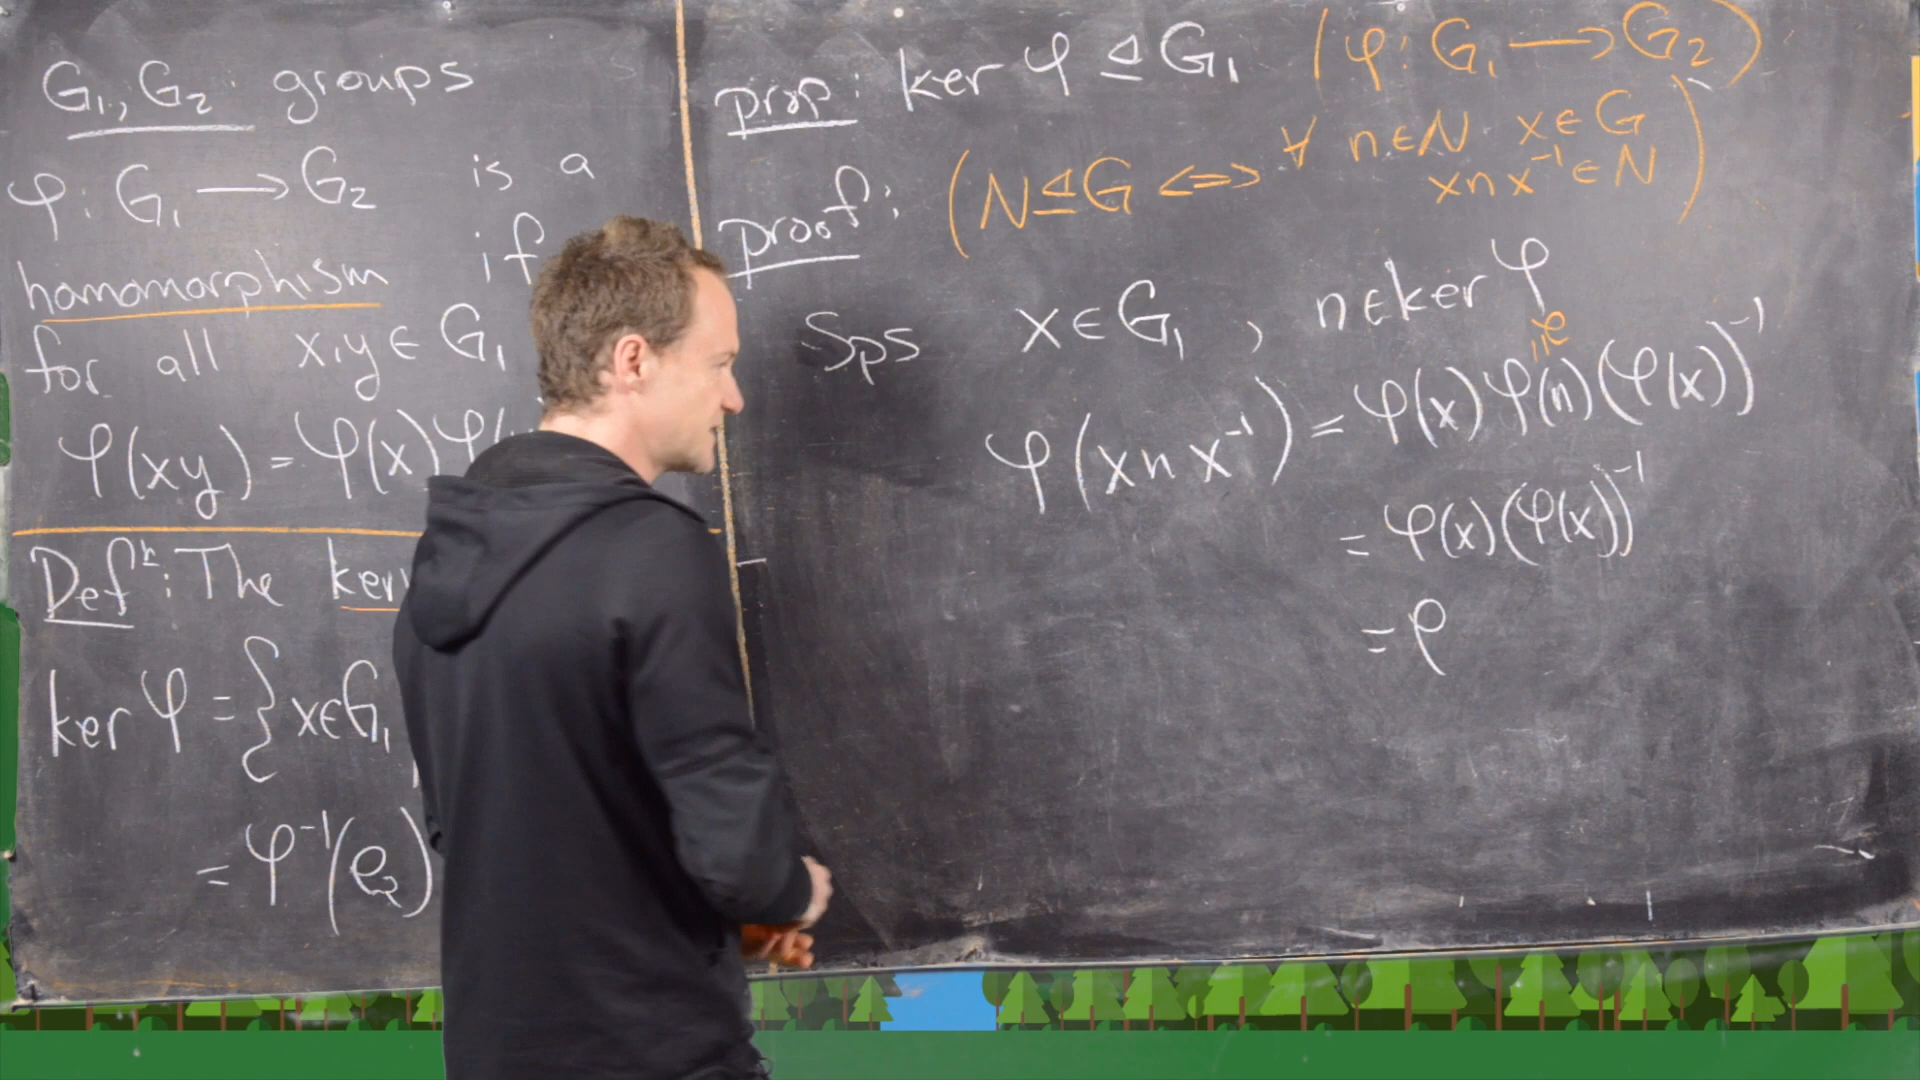 G₁, G₂: groups
φ: G₁ → G₂ is a
homomorphism if
for all x,y ∈ G₁
φ(xy) = φ(x)φ(
Defⁿ: The ker
ker φ = { x∈G₁
= φ⁻¹(e₂)
prop: ker φ ⊴ G₁ (φ: G₁ → G₂)
proof: (N ⊴ G ⟺ ∀ n∈N x∈G
xnx⁻¹ ∈ N)
Sps x∈G₁, n∈ker φ
= e
φ(xnx⁻¹) = φ(x)φ(n)(φ(x))⁻¹
= φ(x)(φ(x))⁻¹
= e